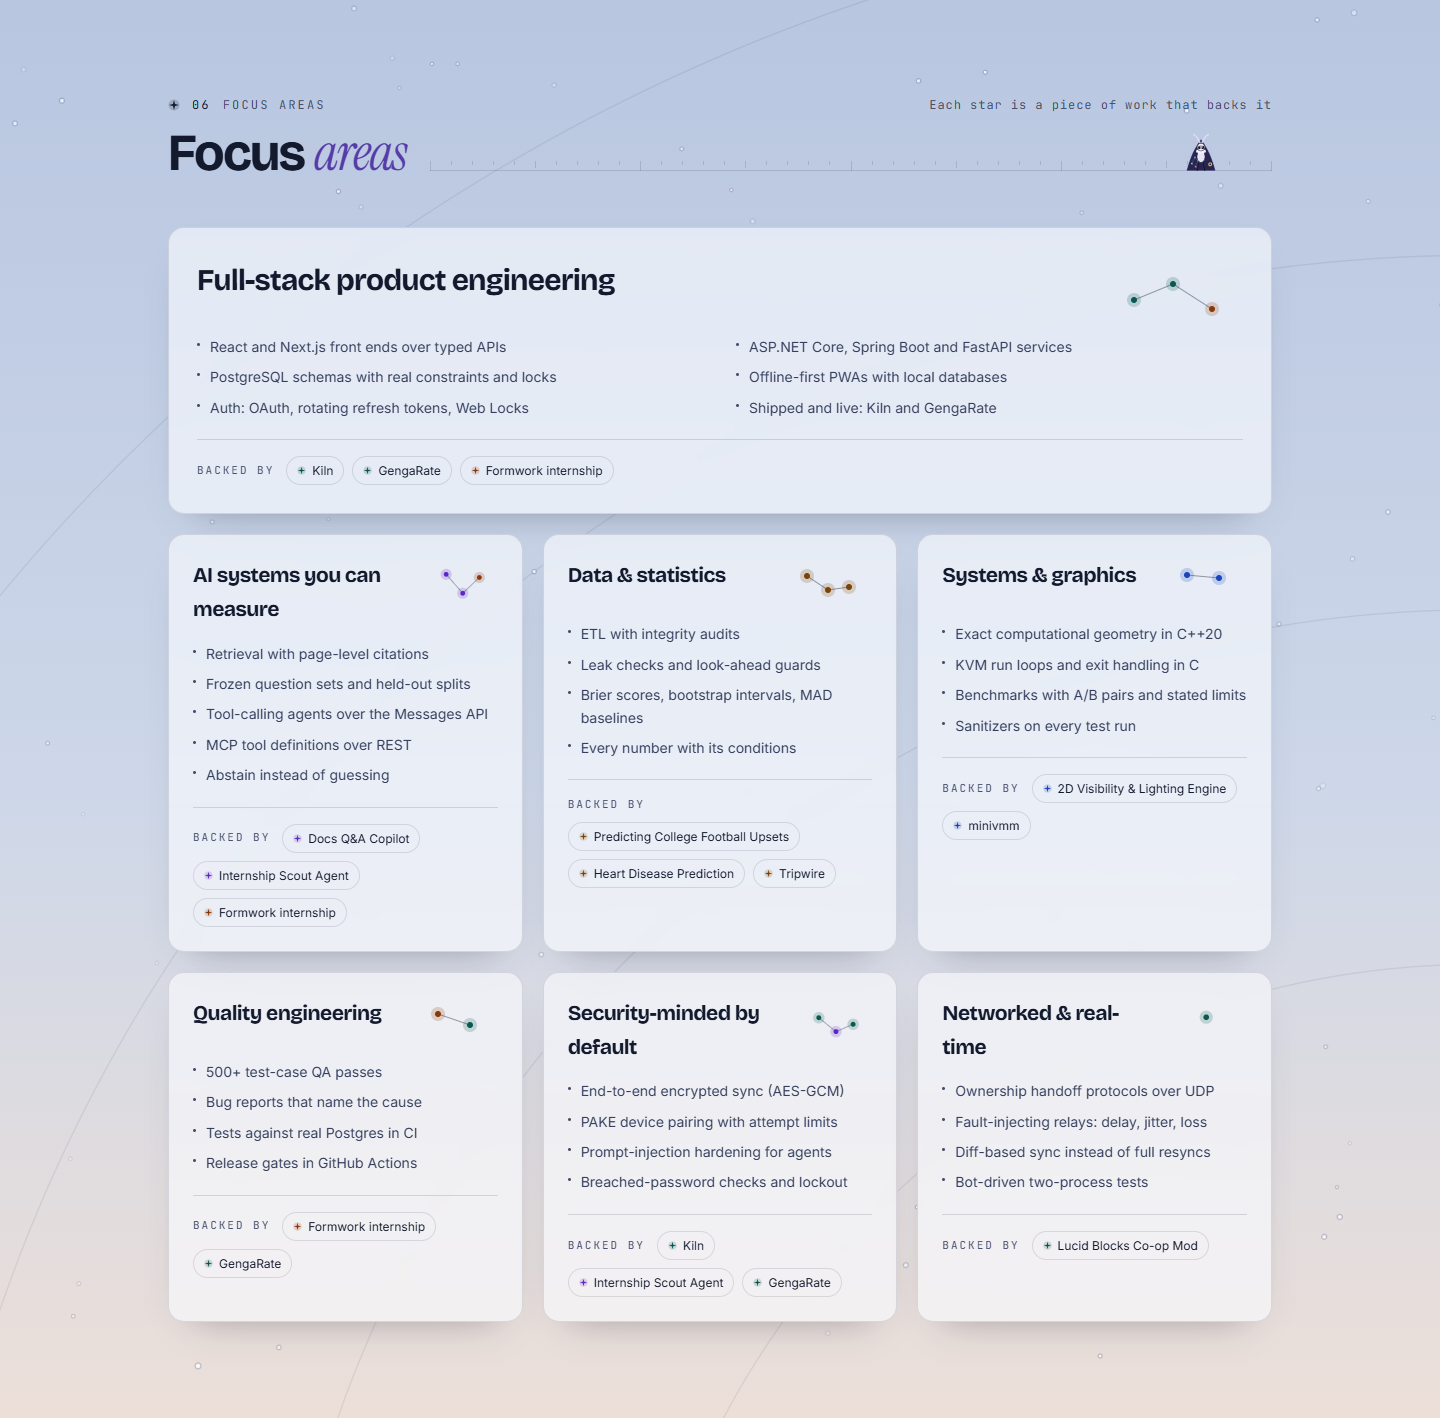 06 FOCUS AREAS
Each star is a piece of work that backs it
Focus areas
Full-stack product engineering
React and Next.js front ends over typed APIs
PostgreSQL schemas with real constraints and locks
Auth: OAuth, rotating refresh tokens, Web Locks
ASP.NET Core, Spring Boot and FastAPI services
Offline-first PWAs with local databases
Shipped and live: Kiln and GengaRate
BACKED BY Kiln GengaRate Formwork internship
AI systems you can
measure
Retrieval with page-level citations
Frozen question sets and held-out splits
Tool-calling agents over the Messages API
MCP tool definitions over REST
Abstain instead of guessing
BACKED BY Docs Q&A Copilot
Internship Scout Agent
Formwork internship
Data & statistics
ETL with integrity audits
Leak checks and look-ahead guards
Brier scores, bootstrap intervals, MAD
baselines
Every number with its conditions
BACKED BY
Predicting College Football Upsets
Heart Disease Prediction Tripwire
Systems & graphics
Exact computational geometry in C++20
KVM run loops and exit handling in C
Benchmarks with A/B pairs and stated limits
Sanitizers on every test run
BACKED BY 2D Visibility & Lighting Engine
minivmm
Quality engineering
500+ test-case QA passes
Bug reports that name the cause
Tests against real Postgres in CI
Release gates in GitHub Actions
BACKED BY Formwork internship
GengaRate
Security-minded by
default
End-to-end encrypted sync (AES-GCM)
PAKE device pairing with attempt limits
Prompt-injection hardening for agents
Breached-password checks and lockout
BACKED BY Kiln
Internship Scout Agent GengaRate
Networked & real-
time
Ownership handoff protocols over UDP
Fault-injecting relays: delay, jitter, loss
Diff-based sync instead of full resyncs
Bot-driven two-process tests
BACKED BY Lucid Blocks Co-op Mod